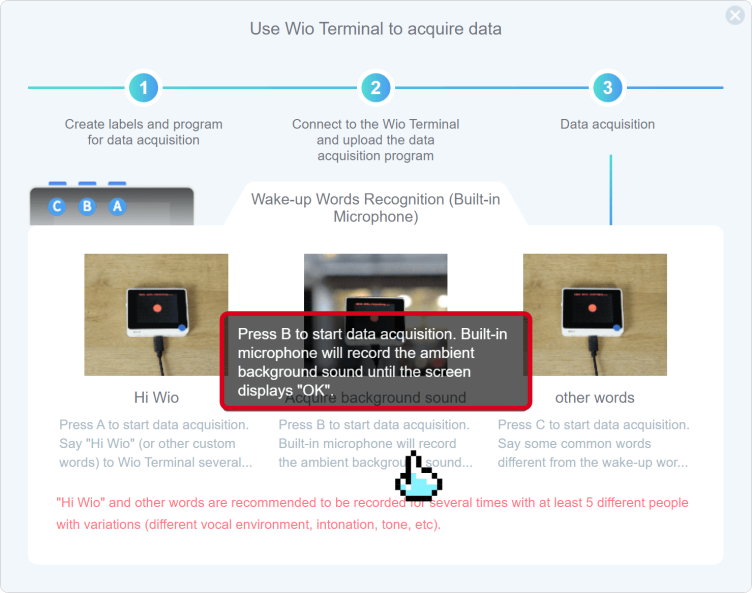 Use Wio Terminal to acquire data
1
2
3
Create labels and program
for data acquisition
Connect to the Wio Terminal
and upload the data
acquisition program
Data acquisition
C B A
Wake-up Words Recognition (Built-in
Microphone)
Press B to start data acquisition. Built-in
microphone will record the ambient
background sound until the screen
displays "OK".
Hi Wio
Acquire background sound
other words
Press A to start data acquisition.
Say "Hi Wio" (or other custom
words) to Wio Terminal several...
Press B to start data acquisition.
Built-in microphone will record
the ambient background sound...
Press C to start data acquisition.
Say some common words
different from the wake-up wor...
"Hi Wio" and other words are recommended to be recorded for several times with at least 5 different people
with variations (different vocal environment, intonation, tone, etc).